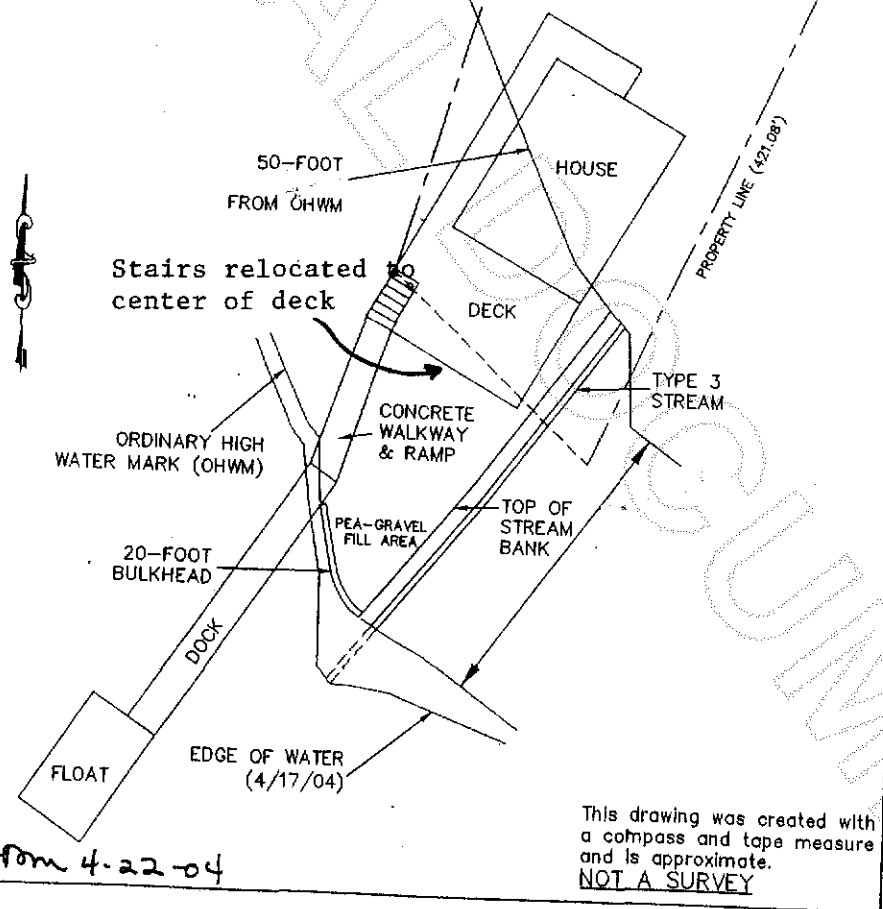 50-FOOT
FROM OHWM
HOUSE
PROPERTY LINE (421.08')
Stairs relocated to
center of deck
DECK
TYPE 3
STREAM
CONCRETE
WALKWAY
& RAMP
ORDINARY HIGH
WATER MARK (OHWM)
TOP OF
STREAM
BANK
PEA-GRAVEL
FILL AREA
20-FOOT
BULKHEAD
DOCK
EDGE OF WATER
(4/17/04)
FLOAT
This drawing was created with
a compass and tape measure
and is approximate.
NOT A SURVEY
4-22-04